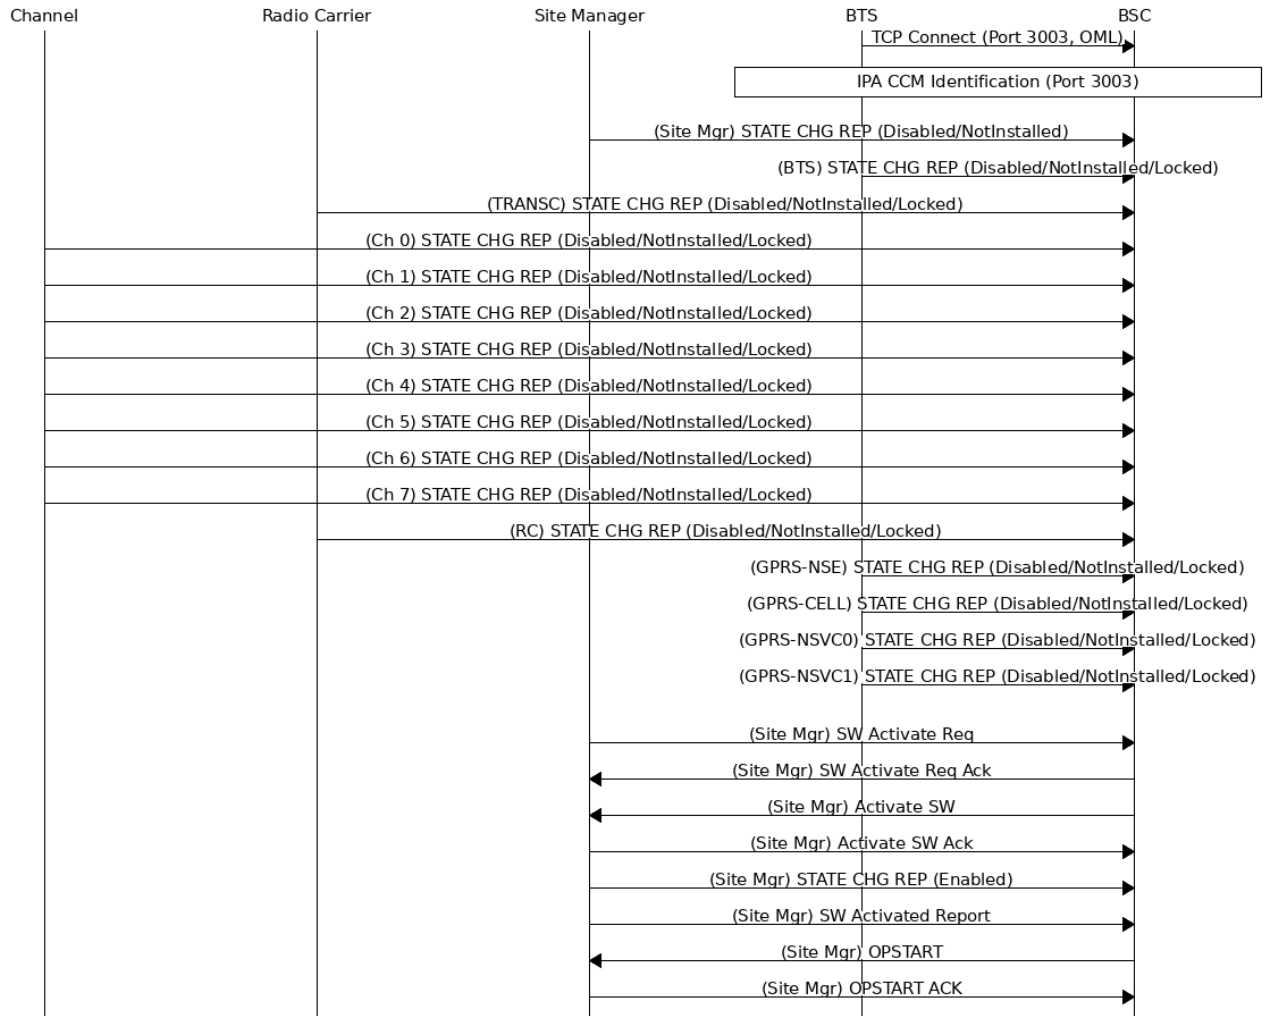 Channel Radio Carrier Site Manager BTS BSC
TCP Connect (Port 3003, OML)
IPA CCM Identification (Port 3003)
(Site Mgr) STATE CHG REP (Disabled/NotInstalled)
(BTS) STATE CHG REP (Disabled/NotInstalled/Locked)
(TRANSC) STATE CHG REP (Disabled/NotInstalled/Locked)
(Ch 0) STATE CHG REP (Disabled/NotInstalled/Locked)
(Ch 1) STATE CHG REP (Disabled/NotInstalled/Locked)
(Ch 2) STATE CHG REP (Disabled/NotInstalled/Locked)
(Ch 3) STATE CHG REP (Disabled/NotInstalled/Locked)
(Ch 4) STATE CHG REP (Disabled/NotInstalled/Locked)
(Ch 5) STATE CHG REP (Disabled/NotInstalled/Locked)
(Ch 6) STATE CHG REP (Disabled/NotInstalled/Locked)
(Ch 7) STATE CHG REP (Disabled/NotInstalled/Locked)
(RC) STATE CHG REP (Disabled/NotInstalled/Locked)
(GPRS-NSE) STATE CHG REP (Disabled/NotInstalled/Locked)
(GPRS-CELL) STATE CHG REP (Disabled/NotInstalled/Locked)
(GPRS-NSVC0) STATE CHG REP (Disabled/NotInstalled/Locked)
(GPRS-NSVC1) STATE CHG REP (Disabled/NotInstalled/Locked)
(Site Mgr) SW Activate Req
(Site Mgr) SW Activate Req Ack
(Site Mgr) Activate SW
(Site Mgr) Activate SW Ack
(Site Mgr) STATE CHG REP (Enabled)
(Site Mgr) SW Activated Report
(Site Mgr) OPSTART
(Site Mgr) OPSTART ACK